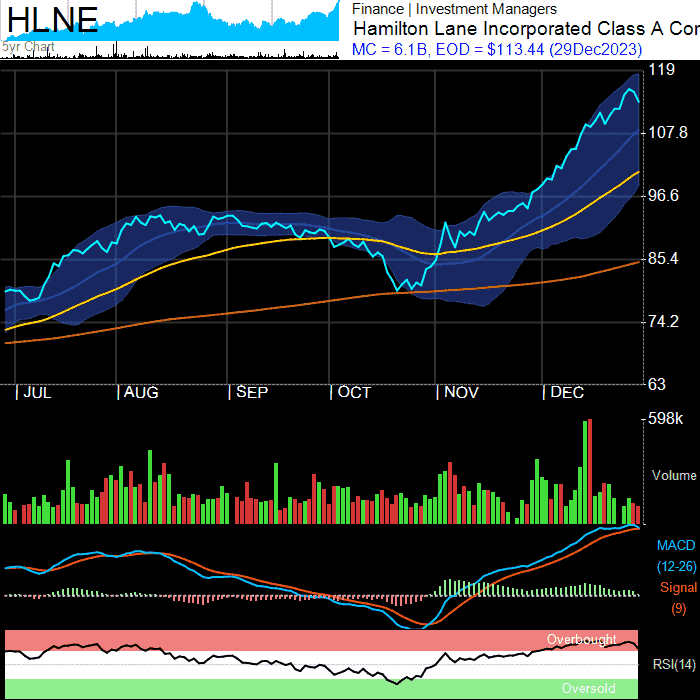 HLNE
5yr Chart
Finance | Investment Managers
Hamilton Lane Incorporated Class A Cor
MC = 6.1B, EOD = $113.44 (29Dec2023)
119
107.8
96.6
85.4
74.2
63
JUL AUG SEP OCT NOV DEC
598k
Volume
MACD
(12-26)
Signal
(9)
Overbought
RSI(14)
Oversold